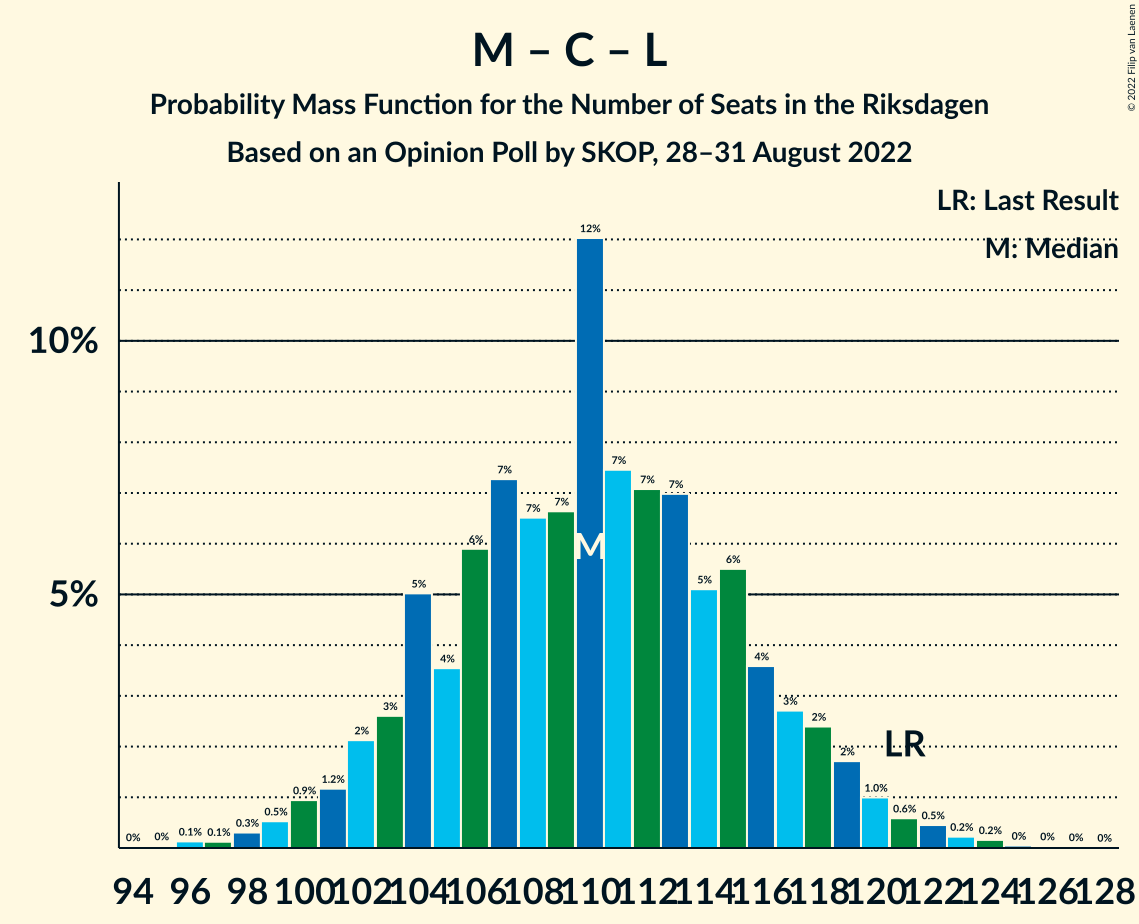 © 2022 Filip van Laenen
M – C – L
Probability Mass Function for the Number of Seats in the Riksdagen
Based on an Opinion Poll by SKOP, 28–31 August 2022
LR: Last Result
M: Median
10%
5%
0% 0% 0.1% 0.1% 0.3% 0.5% 0.9% 1.2% 2% 3% 5% 4% 6% 7% 7% 7% 12% 7% 7% 7% 5% 6% 4% 3% 2% 2% 1.0% 0.6% 0.5% 0.2% 0.2% 0% 0% 0% 0%
M
LR
94 96 98 100 102 104 106 108 110 112 114 116 118 120 122 124 126 128